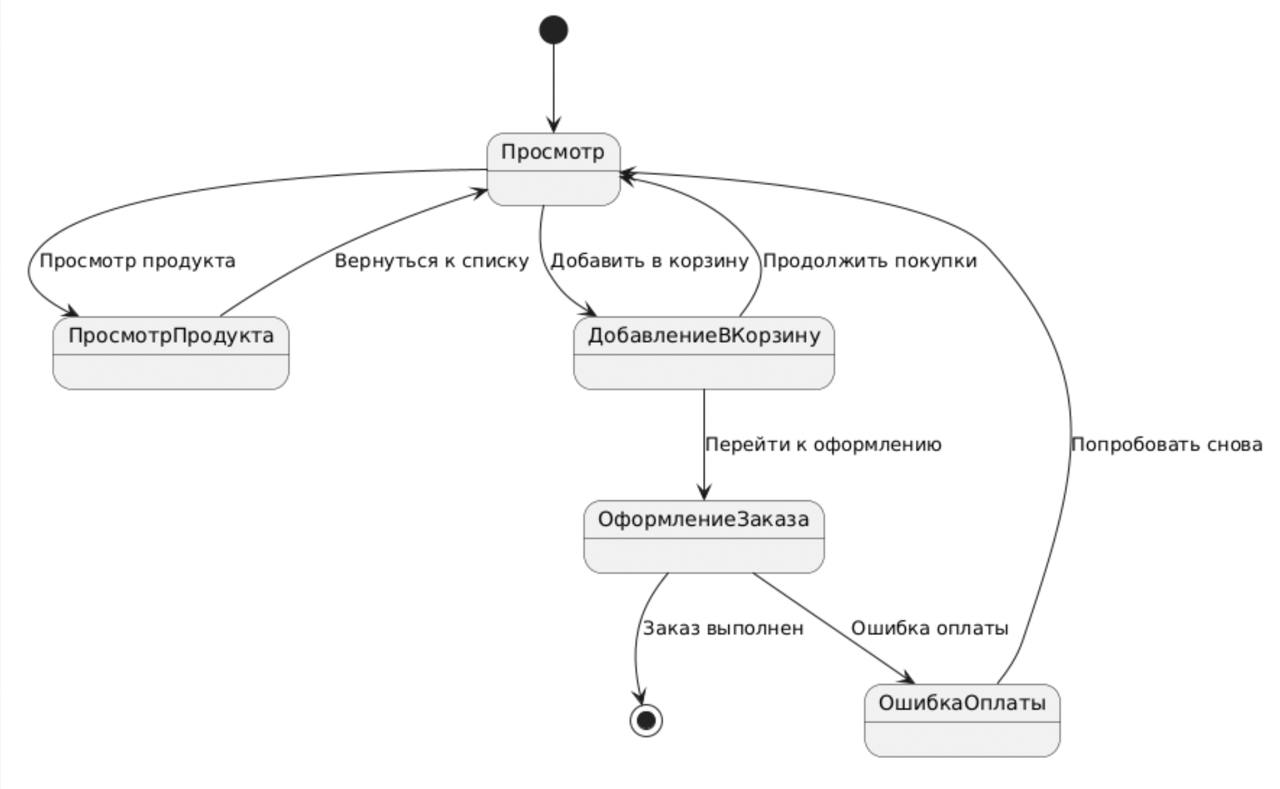 Просмотр
Просмотр продукта
Вернуться к списку
Добавить в корзину
Продолжить покупки
ПросмотрПродукта
ДобавлениеВКорзину
Перейти к оформлению
Попробовать снова
ОформлениеЗаказа
Заказ выполнен
Ошибка оплаты
ОшибкаОплаты